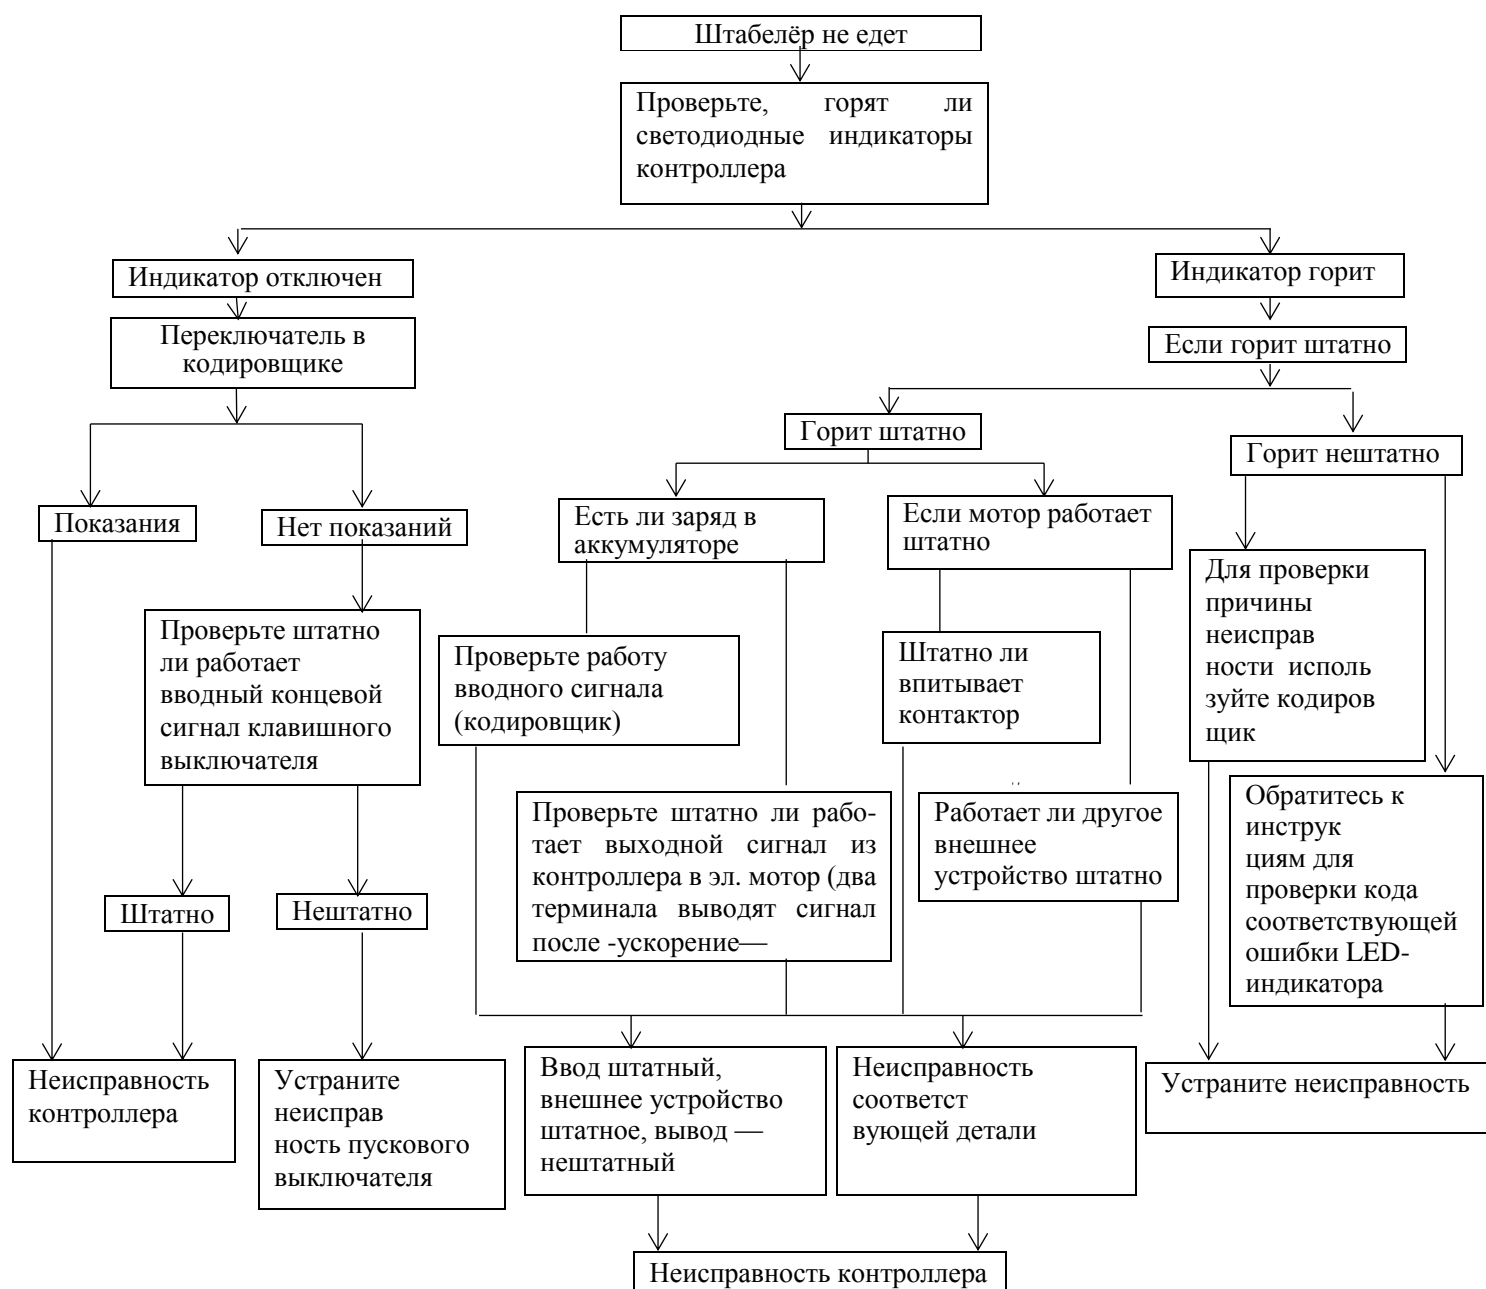 Штабелёр не едет
Проверьте, горят ли
светодиодные индикаторы
контроллера
Индикатор отключен
Индикатор горит
Переключатель в
кодировщике
Если горит штатно
Горит штатно
Горит нештатно
Показания
Нет показаний
Есть ли заряд в
аккумуляторе
Если мотор работает
штатно
Для проверки
причины
неисправ
ности исполь
зуйте кодиров
щик
Проверьте штатно
ли работает
вводный концевой
сигнал клавишного
выключателя
Проверьте работу
вводного сигнала
(кодировщик)
Штатно ли
впитывает
контактор
Проверьте штатно ли рабо-
тает выходной сигнал из
контроллера в эл. мотор (два
терминала выводят сигнал
после -ускорение—
Работает ли другое
внешнее
устройство штатно
Обратитесь к
инструк
циям для
проверки кода
соответствующей
ошибки LED-
индикатора
Штатно
Нештатно
Неисправность
контроллера
Устраните
неисправ
ность пускового
выключателя
Ввод штатный,
внешнее устройство
штатное, вывод —
нештатный
Неисправность
соответст
вующей детали
Устраните неисправность
Неисправность контроллера